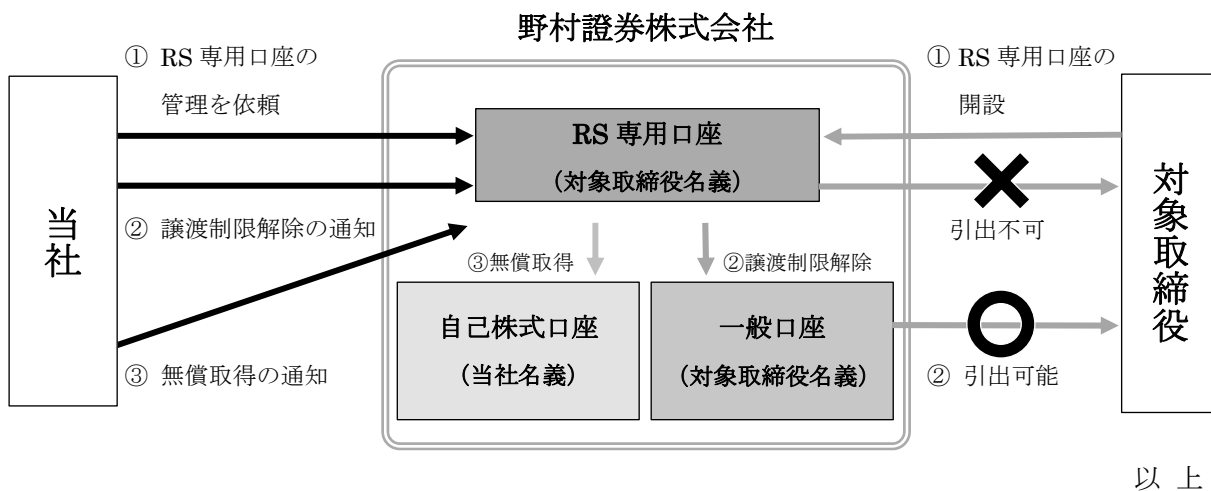 野村證券株式会社
① RS 専用口座の
管理を依頼
① RS 専用口座の
開設
RS 専用口座
(対象取締役名義)
当社
対象取締役
② 譲渡制限解除の通知
引出不可
③無償取得
②譲渡制限解除
自己株式口座
(当社名義)
一般口座
(対象取締役名義)
③ 無償取得の通知
② 引出可能
以 上